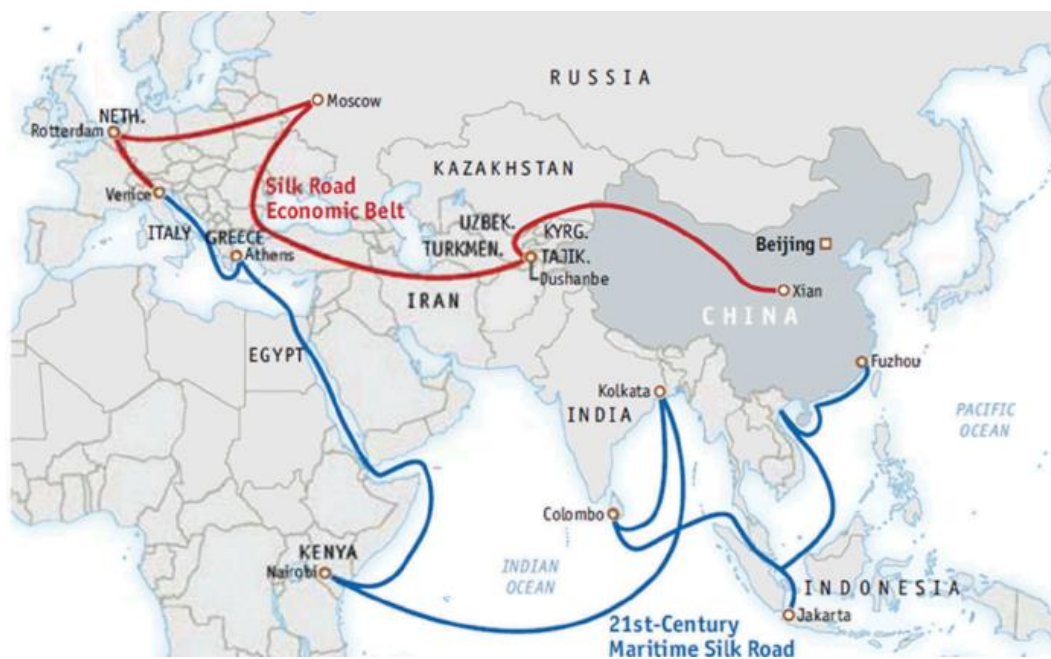 RUSSIA
Moscow
NETH.
Rotterdam
KAZAKHSTAN
Venice
Silk Road
Economic Belt
UZBEK.
KYRG.
ITALY
GREECE
Athens
TURKMEN.
TAJIK.
Dushanbe
Beijing
Xian
IRAN
CHINA
EGYPT
Fuzhou
Kolkata
INDIA
PACIFIC
OCEAN
Colombo
KENYA
Nairobi
INDIAN
OCEAN
INDONESIA
Jakarta
21st-Century
Maritime Silk Road